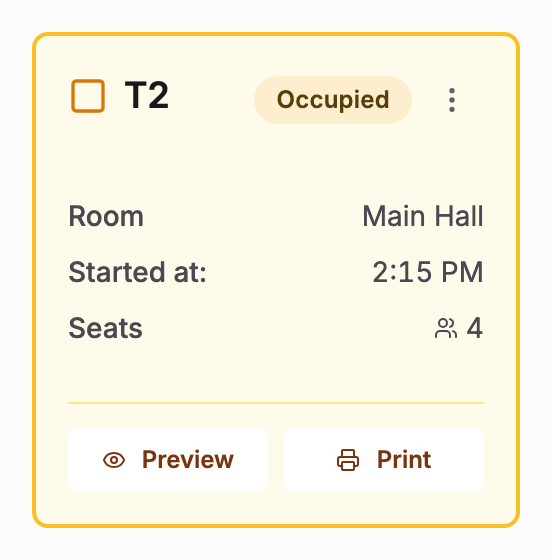 T2 Occupied
Room Main Hall
Started at: 2:15 PM
Seats 4
Preview Print